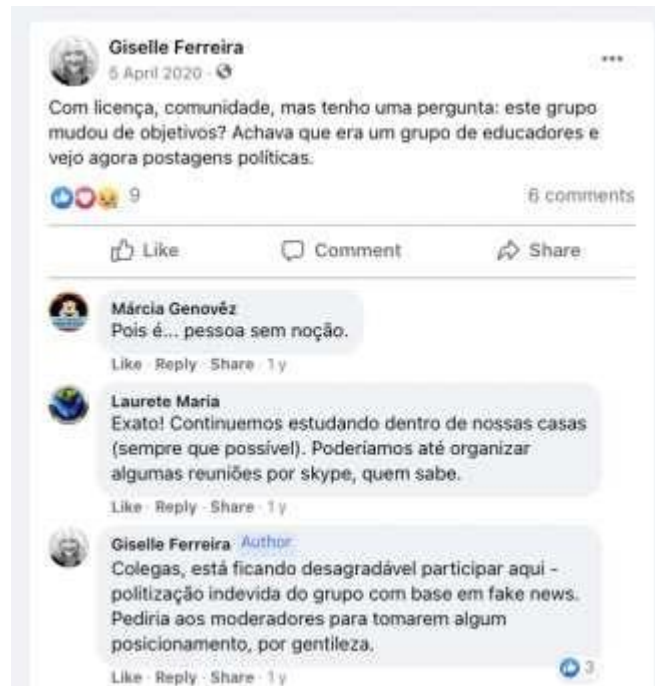 Giselle Ferreira
5 April 2020 ·
Com licença, comunidade, mas tenho uma pergunta: este grupo
mudou de objetivos? Achava que era um grupo de educadores e
vejo agora postagens políticas.
9
6 comments
Like
Comment
Share
Márcia Genovêz
Pois é... pessoa sem noção.
Like · Reply · Share · 1 y
Laurete Maria
Exato! Continuemos estudando dentro de nossas casas
(sempre que possível). Poderíamos até organizar
algumas reuniões por skype, quem sabe.
Like · Reply · Share · 1 y
Giselle Ferreira Author
Colegas, está ficando desagradável participar aqui -
politização indevida do grupo com base em fake news.
Pediria aos moderadores para tomarem algum
posicionamento, por gentileza.
3
Like · Reply · Share · 1 y